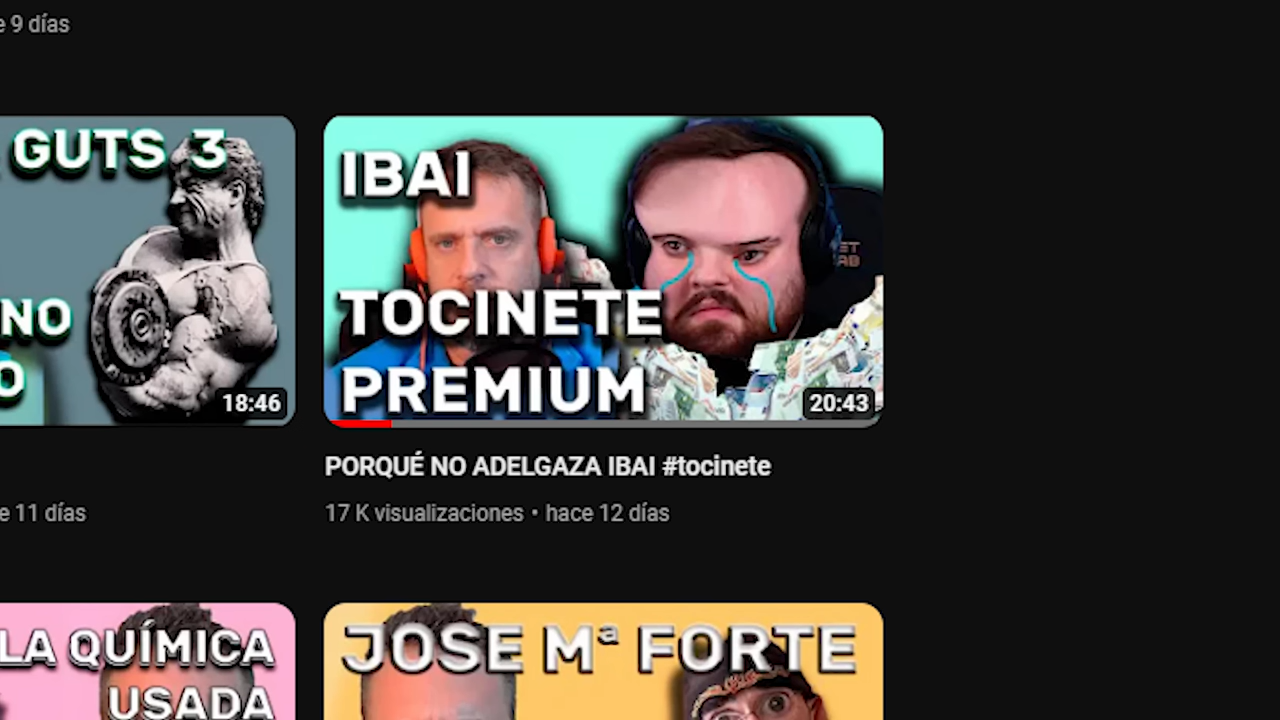 e 9 días
GUTS 3
NO
O
18:46
IBAI
TOCINETE
PREMIUM
20:43
PORQUÉ NO ADELGAZA IBAI #tocinete
e 11 días
17 K visualizaciones • hace 12 días
LA QUÍMICA
USADA
JOSE Mª FORTE